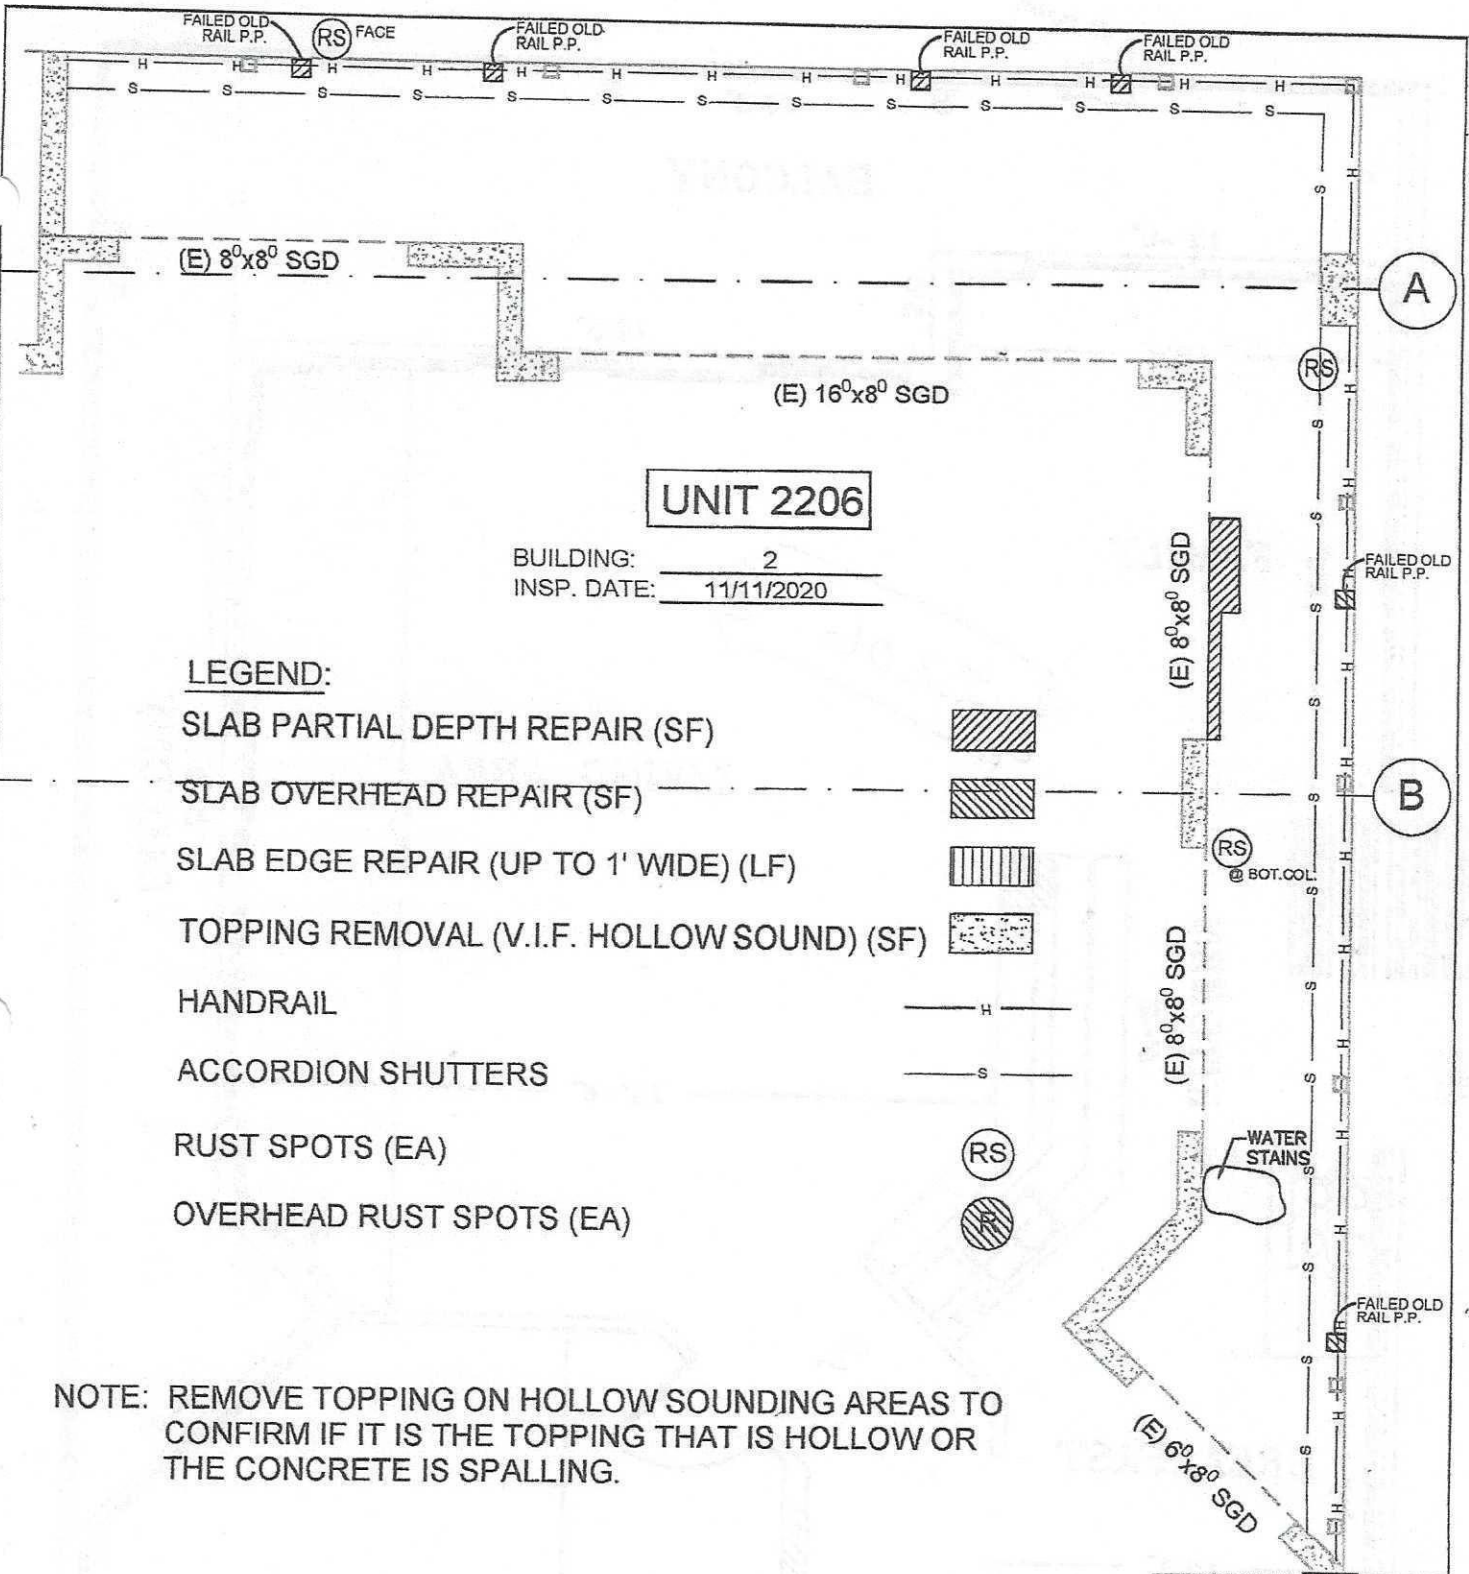 FAILED OLD
RAIL P.P.
RS FACE
FAILED OLD
RAIL P.P.
FAILED OLD
RAIL P.P.
FAILED OLD
RAIL P.P.
H H H H H H H H H H H H H
S S S S S S S S S S S S S
(E) 8⁰x8⁰ SGD
A
RS
(E) 16⁰x8⁰ SGD
UNIT 2206
BUILDING: 2
INSP. DATE: 11/11/2020
(E) 8⁰x8⁰ SGD
FAILED OLD
RAIL P.P.
LEGEND:
SLAB PARTIAL DEPTH REPAIR (SF)
SLAB OVERHEAD REPAIR (SF)
B
SLAB EDGE REPAIR (UP TO 1' WIDE) (LF)
RS
@ BOT.COL.
TOPPING REMOVAL (V.I.F. HOLLOW SOUND) (SF)
(E) 8⁰x8⁰ SGD
HANDRAIL H
ACCORDION SHUTTERS S
RUST SPOTS (EA) RS
WATER
STAINS
OVERHEAD RUST SPOTS (EA) R
FAILED OLD
RAIL P.P.
NOTE: REMOVE TOPPING ON HOLLOW SOUNDING AREAS TO
CONFIRM IF IT IS THE TOPPING THAT IS HOLLOW OR
THE CONCRETE IS SPALLING.
(E) 6⁰x8⁰ SGD